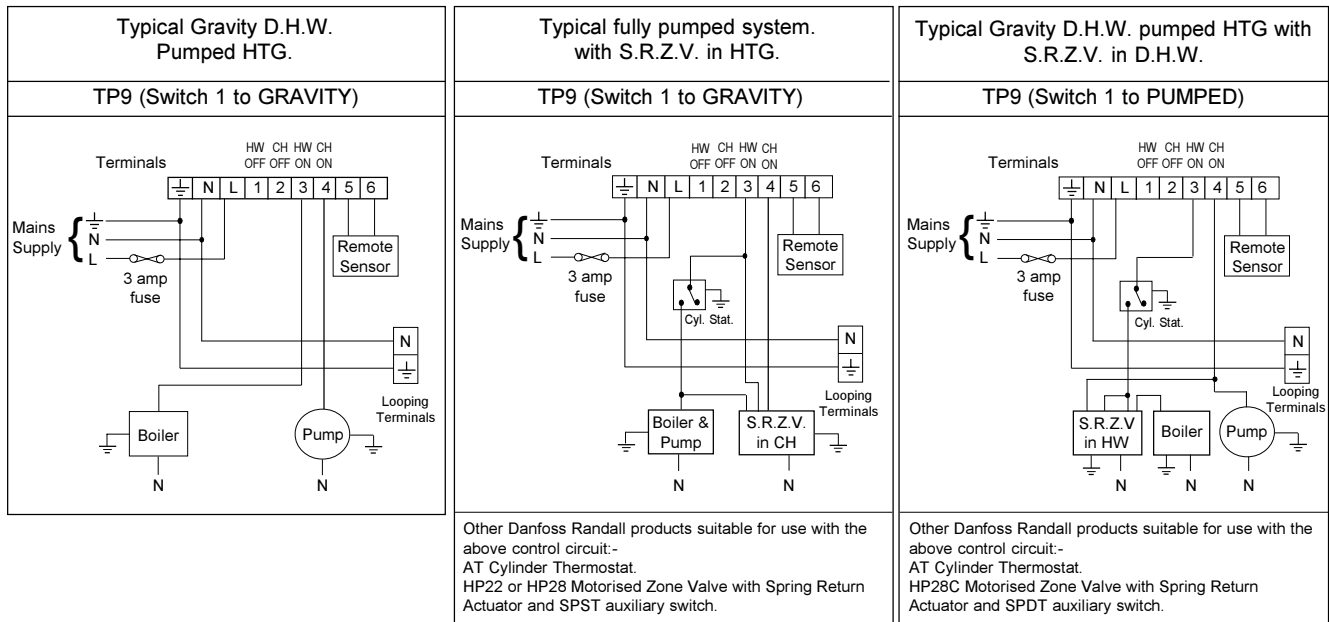 Typical Gravity D.H.W.
Pumped HTG.
TP9 (Switch 1 to GRAVITY)
HW CH HW CH
OFF OFF ON ON
Terminals
N L 1 2 3 4 5 6
Mains
Supply
{
N
L
3 amp
fuse
Remote
Sensor
N
Looping
Terminals
Boiler
Pump
N
N
Typical fully pumped system.
with S.R.Z.V. in HTG.
TP9 (Switch 1 to GRAVITY)
HW CH HW CH
OFF OFF ON ON
Terminals
N L 1 2 3 4 5 6
Mains
Supply
{
N
L
3 amp
fuse
Remote
Sensor
Cyl. Stat.
N
Looping
Terminals
Boiler &
Pump
S.R.Z.V.
in CH
N
N
Other Danfoss Randall products suitable for use with the
above control circuit:-
AT Cylinder Thermostat.
HP22 or HP28 Motorised Zone Valve with Spring Return
Actuator and SPST auxiliary switch.
Typical Gravity D.H.W. pumped HTG with
S.R.Z.V. in D.H.W.
TP9 (Switch 1 to PUMPED)
HW CH HW CH
OFF OFF ON ON
Terminals
N L 1 2 3 4 5 6
Mains
Supply
{
N
L
3 amp
fuse
Remote
Sensor
Cyl. Stat.
N
Looping
Terminals
S.R.Z.V
in HW
Boiler
Pump
N
N
N
Other Danfoss Randall products suitable for use with the
above control circuit:-
AT Cylinder Thermostat.
HP28C Motorised Zone Valve with Spring Return
Actuator and SPDT auxiliary switch.